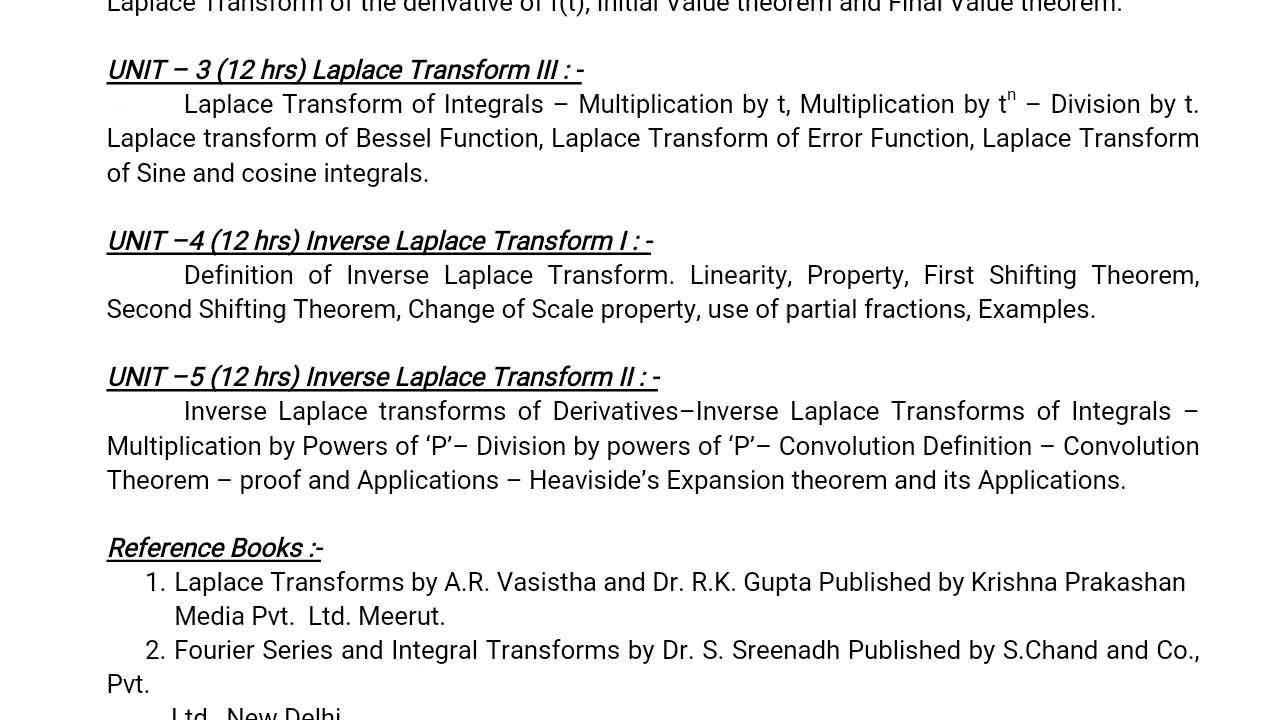 Laplace Transform of the derivative of f(t), Initial Value theorem and Final Value theorem.
UNIT – 3 (12 hrs) Laplace Transform III : -
Laplace Transform of Integrals – Multiplication by t, Multiplication by tⁿ – Division by t.
Laplace transform of Bessel Function, Laplace Transform of Error Function, Laplace Transform
of Sine and cosine integrals.
UNIT –4 (12 hrs) Inverse Laplace Transform I : -
Definition of Inverse Laplace Transform. Linearity, Property, First Shifting Theorem,
Second Shifting Theorem, Change of Scale property, use of partial fractions, Examples.
UNIT –5 (12 hrs) Inverse Laplace Transform II : -
Inverse Laplace transforms of Derivatives–Inverse Laplace Transforms of Integrals –
Multiplication by Powers of ‘P’– Division by powers of ‘P’– Convolution Definition – Convolution
Theorem – proof and Applications – Heaviside’s Expansion theorem and its Applications.
Reference Books :-
1. Laplace Transforms by A.R. Vasistha and Dr. R.K. Gupta Published by Krishna Prakashan
Media Pvt. Ltd. Meerut.
2. Fourier Series and Integral Transforms by Dr. S. Sreenadh Published by S.Chand and Co.,
Pvt.
Ltd., New Delhi.